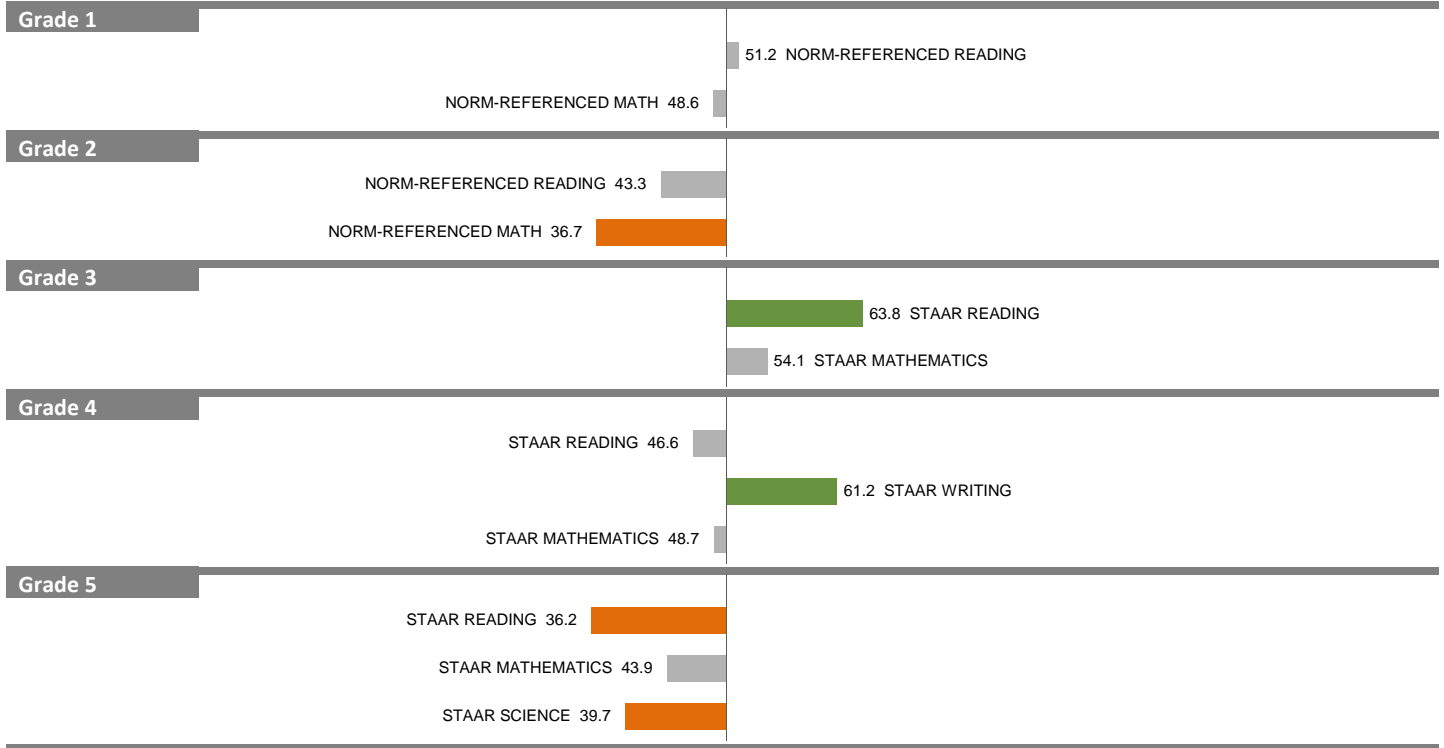 Grade 1
51.2 NORM-REFERENCED READING
NORM-REFERENCED MATH 48.6
Grade 2
NORM-REFERENCED READING 43.3
NORM-REFERENCED MATH 36.7
Grade 3
63.8 STAAR READING
54.1 STAAR MATHEMATICS
Grade 4
STAAR READING 46.6
61.2 STAAR WRITING
STAAR MATHEMATICS 48.7
Grade 5
STAAR READING 36.2
STAAR MATHEMATICS 43.9
STAAR SCIENCE 39.7